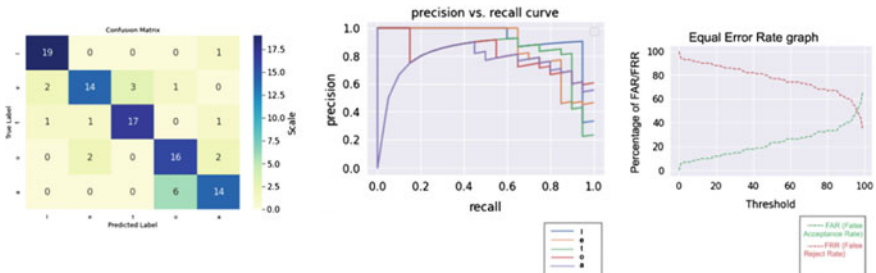 Confusion Matrix
True Label
19 0 0 0 1
2 14 3 1 0
1 1 17 0 1
0 2 0 16 2
0 0 0 6 14
Predicted Label
17.5
15.0
12.5
10.0
7.5
5.0
2.5
0.0
Scale
precision vs. recall curve
precision
1.0
0.8
0.6
0.4
0.2
0.0
0.0 0.2 0.4 0.6 0.8 1.0
recall
i
e
t
o
a
Equal Error Rate graph
Percentage of FAR/FRR
100
80
60
40
20
0
0 20 40 60 80 100
Threshold
FAR (False
Acceptance Rate)
FRR (False
Reject Rate)